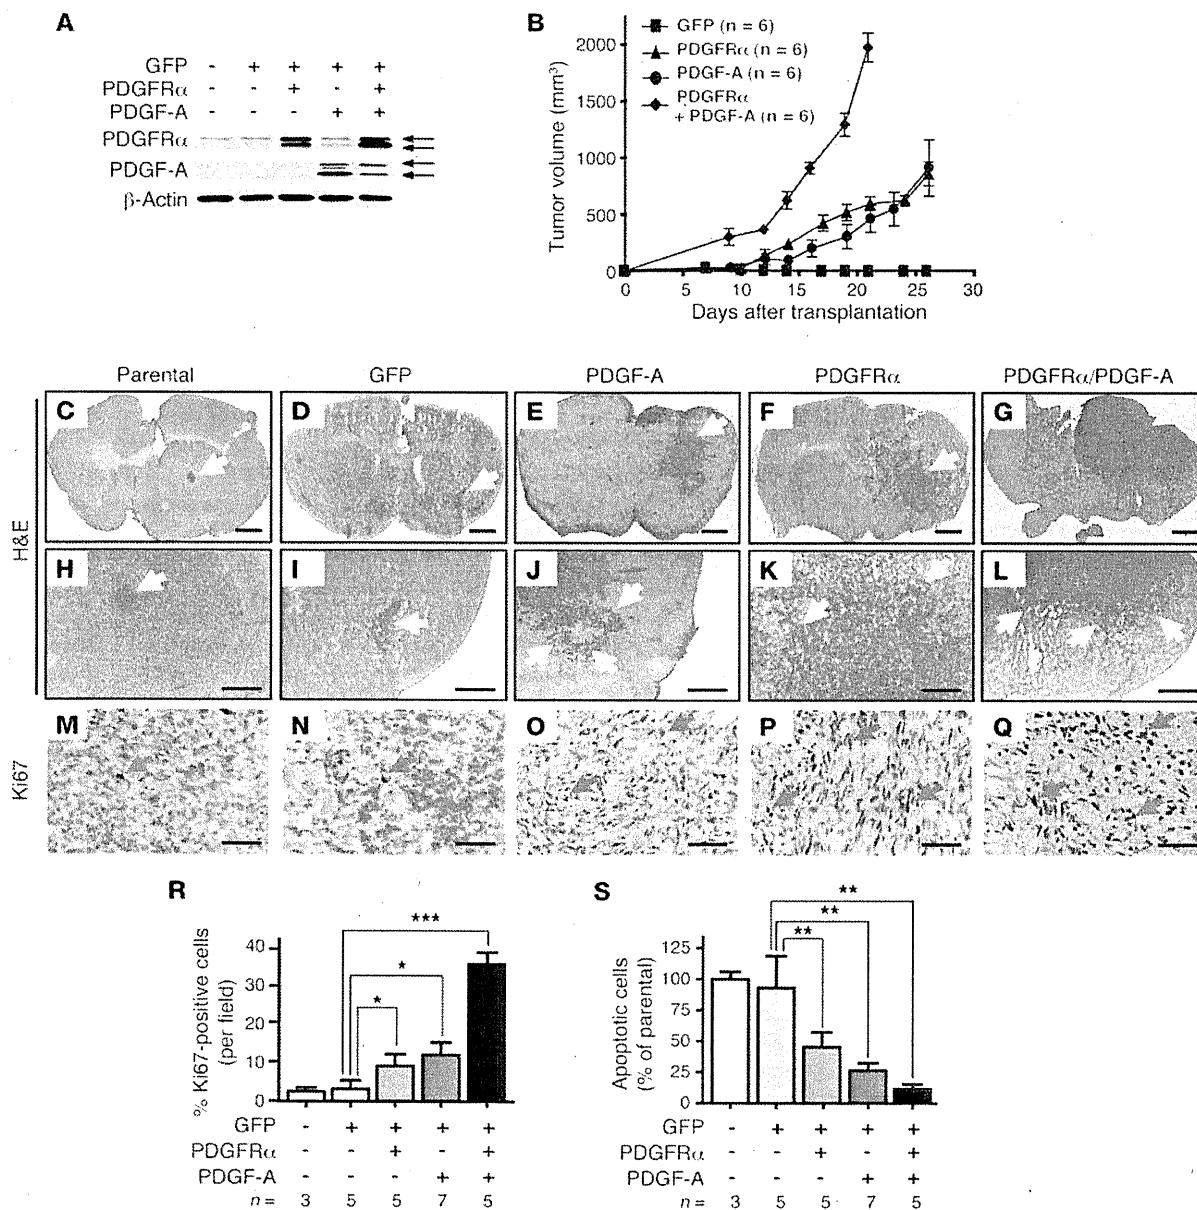 A
GFP - + + + +
PDGFRα - - + - +
PDGF-A - - - + +
PDGFRα
PDGF-A
β-Actin
B
GFP (n = 6)
PDGFRα (n = 6)
PDGF-A (n = 6)
PDGFRα
+ PDGF-A (n = 6)
Tumor volume (mm³)
2000
1500
1000
500
0
0 5 10 15 20 25 30
Days after transplantation
Parental GFP PDGF-A PDGFRα PDGFRα/PDGF-A
H&E
C D E F G
H I J K L
Ki67
M N O P Q
R
% Ki67-positive cells
(per field)
40
30
20
10
0
***
*
*
GFP - + + + +
PDGFRα - - + - +
PDGF-A - - - + +
n = 3 5 5 7 5
S
Apoptotic cells
(% of parental)
125
100
75
50
25
0
**
**
**
GFP - + + + +
PDGFRα - - + - +
PDGF-A - - - + +
n = 3 5 5 7 5